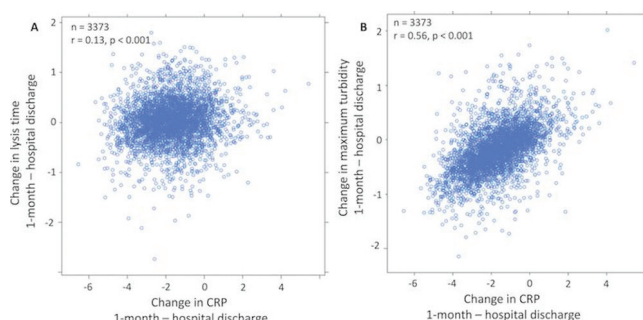 A
n = 3373
r = 0.13, p < 0.001
2
1
0
-1
-2
Change in lysis time
1-month – hospital discharge
-6 -4 -2 0 2 4 6
Change in CRP
1-month – hospital discharge
B
n = 3373
r = 0.56, p < 0.001
2
1
0
-1
-2
Change in maximum turbidity
1-month – hospital discharge
-6 -4 -2 0 2 4
Change in CRP
1-month – hospital discharge